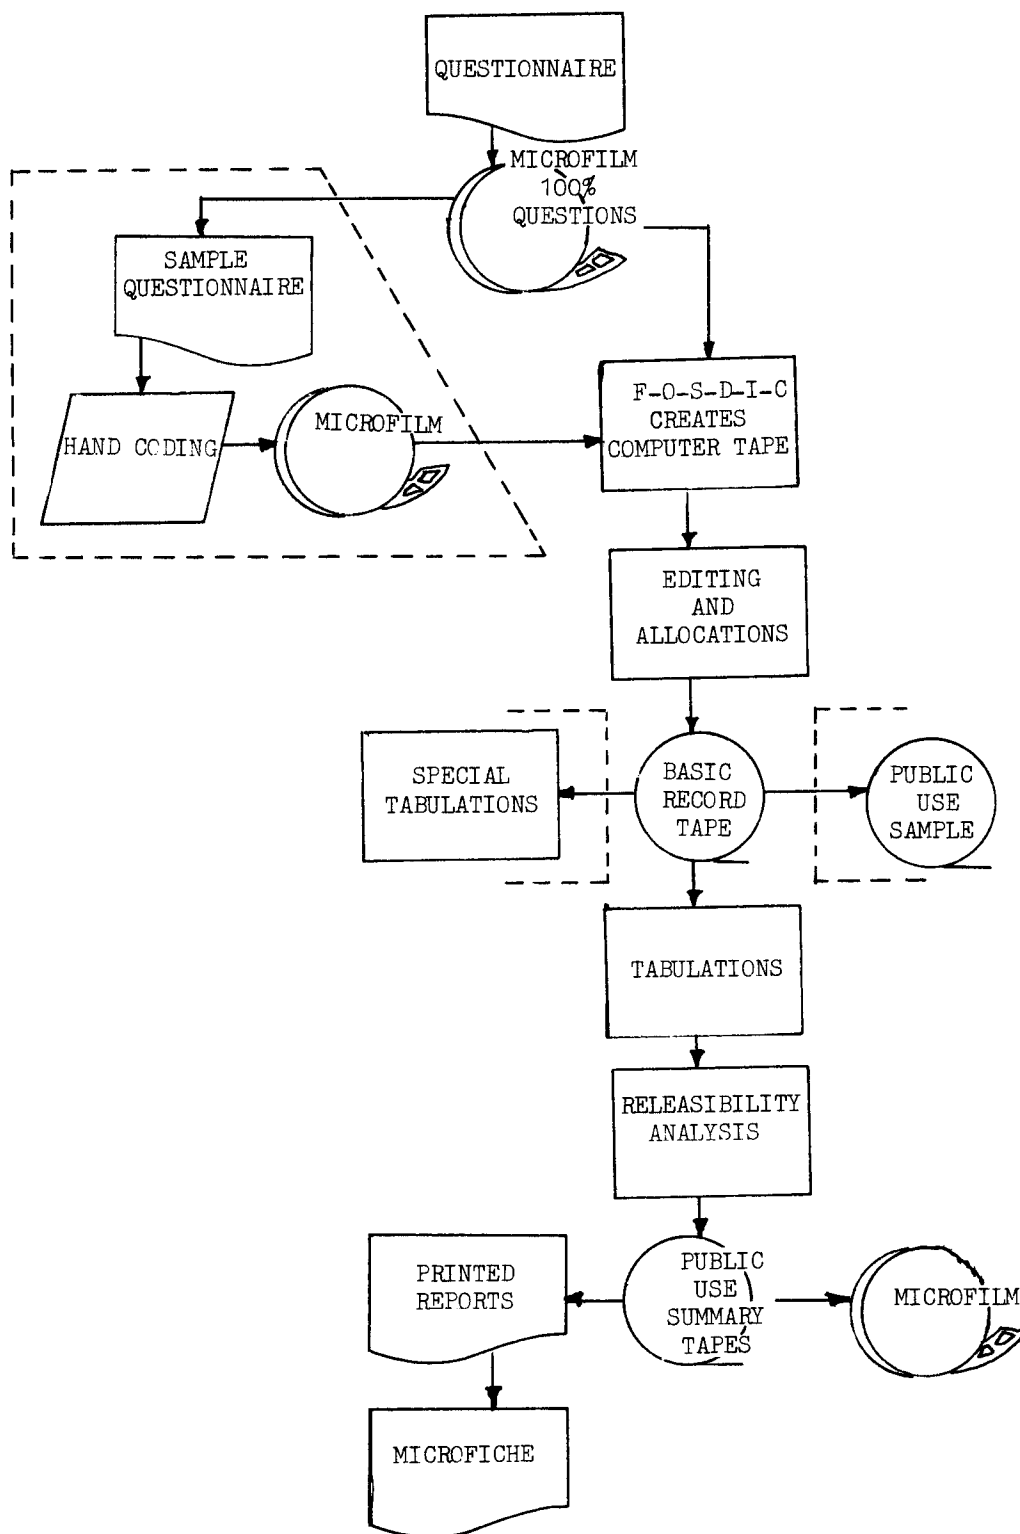 QUESTIONNAIRE
MICROFILM
100%
QUESTIONS
SAMPLE
QUESTIONNAIRE
HAND CODING
MICROFILM
F-O-S-D-I-C
CREATES
COMPUTER TAPE
EDITING
AND
ALLOCATIONS
SPECIAL
TABULATIONS
BASIC
RECORD
TAPE
PUBLIC
USE
SAMPLE
TABULATIONS
RELEASIBILITY
ANALYSIS
PRINTED
REPORTS
PUBLIC
USE
SUMMARY
TAPES
MICROFILM
MICROFICHE